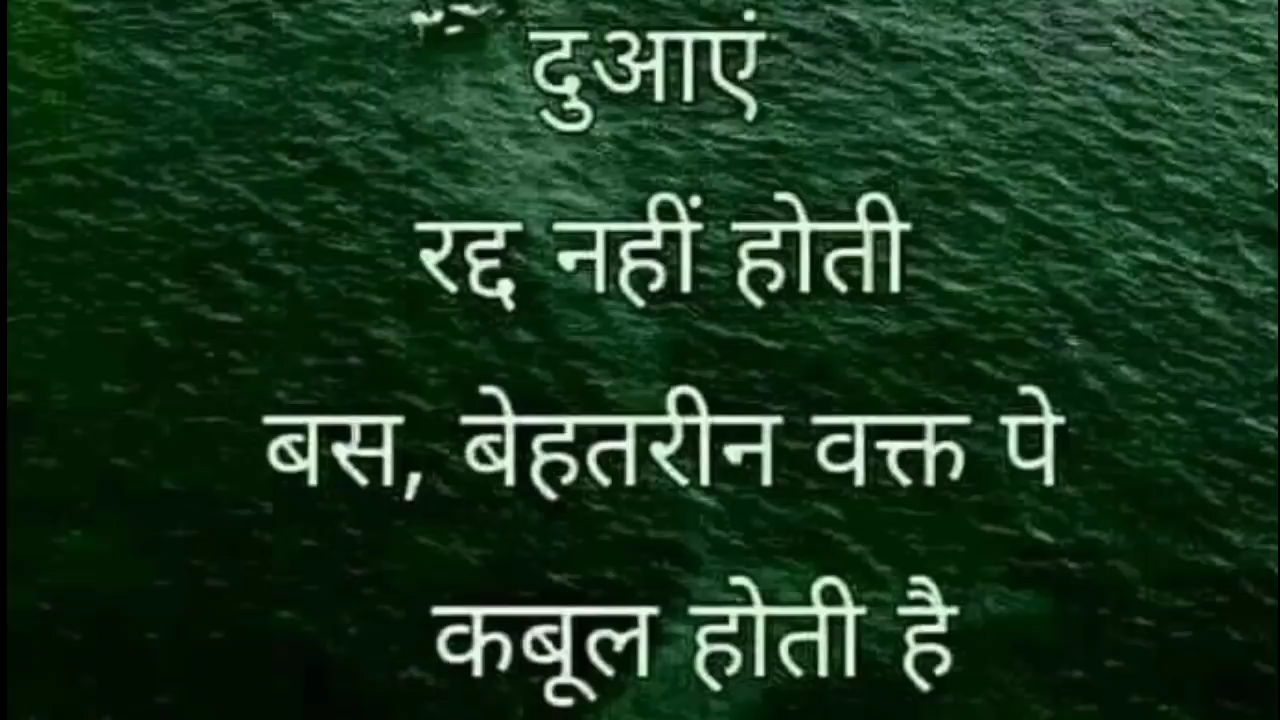 दुआएं
रद्द नहीं होती
बस, बेहतरीन वक्त पे
कबूल होती है